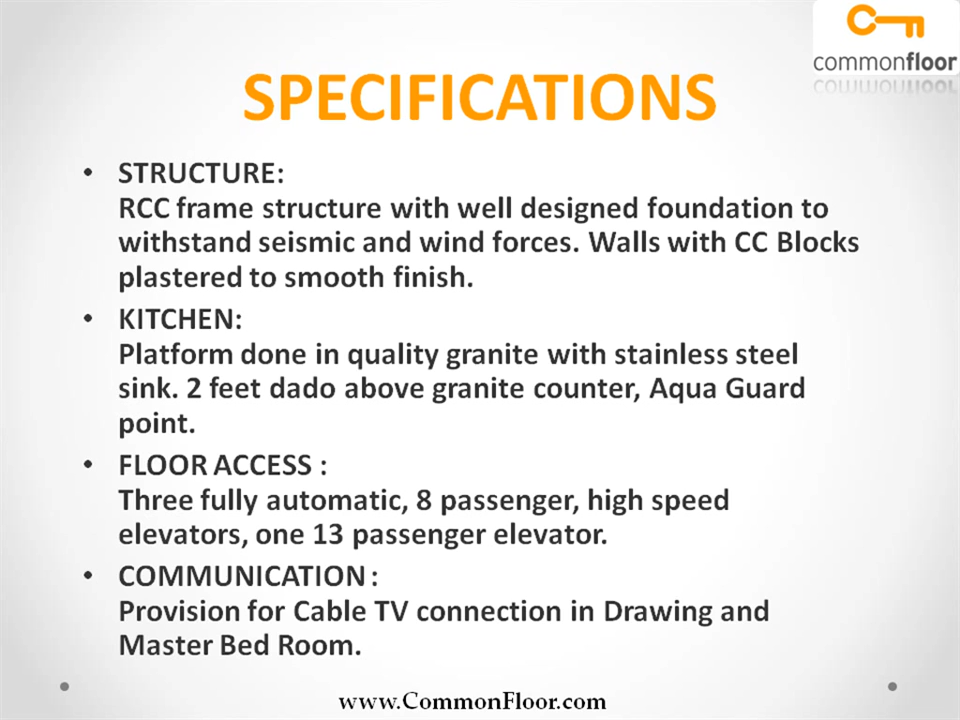 commonfloor
SPECIFICATIONS
• STRUCTURE:
RCC frame structure with well designed foundation to
withstand seismic and wind forces. Walls with CC Blocks
plastered to smooth finish.
• KITCHEN:
Platform done in quality granite with stainless steel
sink. 2 feet dado above granite counter, Aqua Guard
point.
• FLOOR ACCESS :
Three fully automatic, 8 passenger, high speed
elevators, one 13 passenger elevator.
• COMMUNICATION :
Provision for Cable TV connection in Drawing and
Master Bed Room.
www.CommonFloor.com